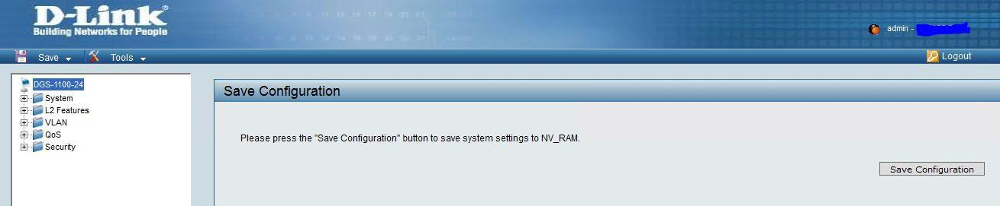 D-Link®
Building Networks for People
admin -
Save Tools Logout
DGS-1100-24
System
L2 Features
VLAN
QoS
Security
Save Configuration
Please press the "Save Configuration" button to save system settings to NV_RAM.
Save Configuration